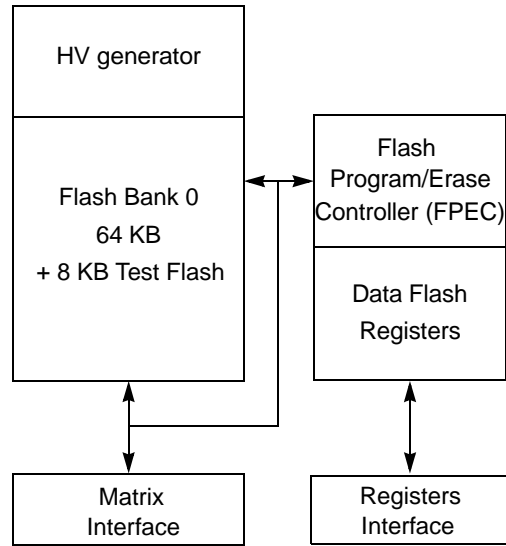 HV generator
Flash Bank 0
64 KB
+ 8 KB Test Flash
Flash
Program/Erase
Controller (FPEC)
Data Flash
Registers
Matrix
Interface
Registers
Interface